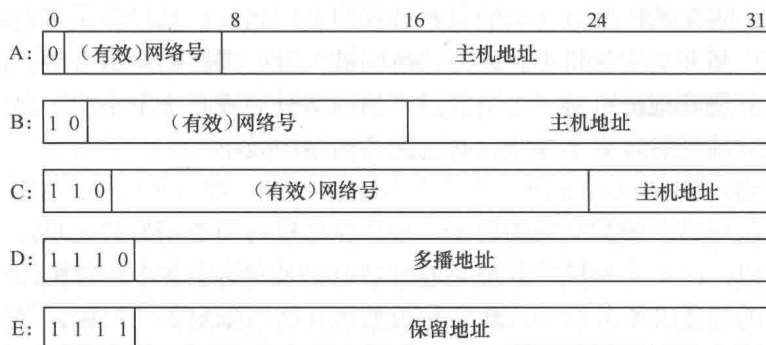 0 8 16 24 31
A: 0 (有效)网络号 主机地址
B: 1 0 (有效)网络号 主机地址
C: 1 1 0 (有效)网络号 主机地址
D: 1 1 1 0 多播地址
E: 1 1 1 1 保留地址